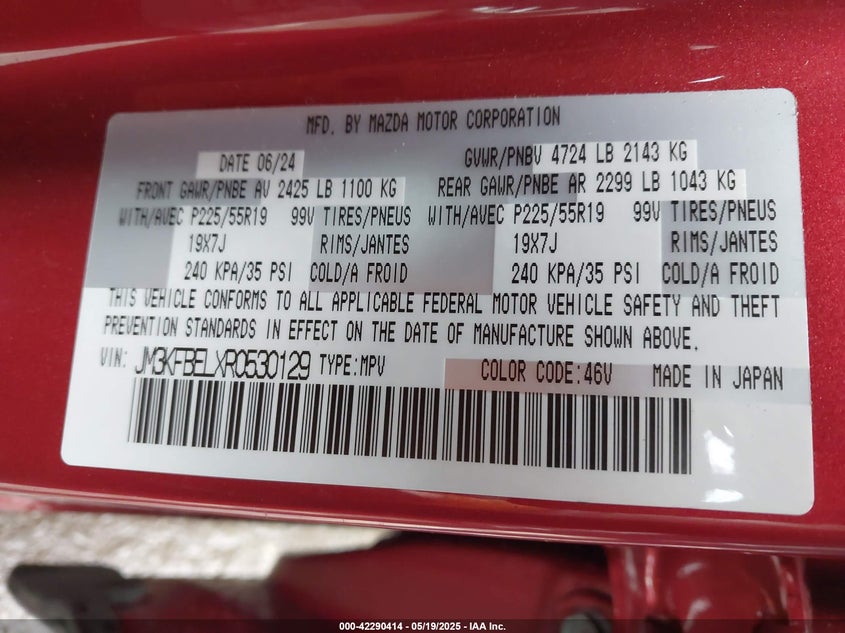 MFD. BY MAZDA MOTOR CORPORATION
DATE 06/24 GVWR/PNBV 4724 LB 2143 KG
FRONT GAWR/PNBE AV 2425 LB 1100 KG REAR GAWR/PNBE AR 2299 LB 1043 KG
WITH/AVEC P225/55R19 99V TIRES/PNEUS WITH/AVEC P225/55R19 99V TIRES/PNEUS
19X7J RIMS/JANTES 19X7J RIMS/JANTES
240 KPA/35 PSI COLD/A FROID 240 KPA/35 PSI COLD/A FROID
THIS VEHICLE CONFORMS TO ALL APPLICABLE FEDERAL MOTOR VEHICLE SAFETY AND THEFT
PREVENTION STANDARDS IN EFFECT ON THE DATE OF MANUFACTURE SHOWN ABOVE.
VIN: JM3KFBELXR0530129 TYPE:MPV COLOR CODE:46V MADE IN JAPAN
000-42290414 - 05/19/2025 - IAA Inc.